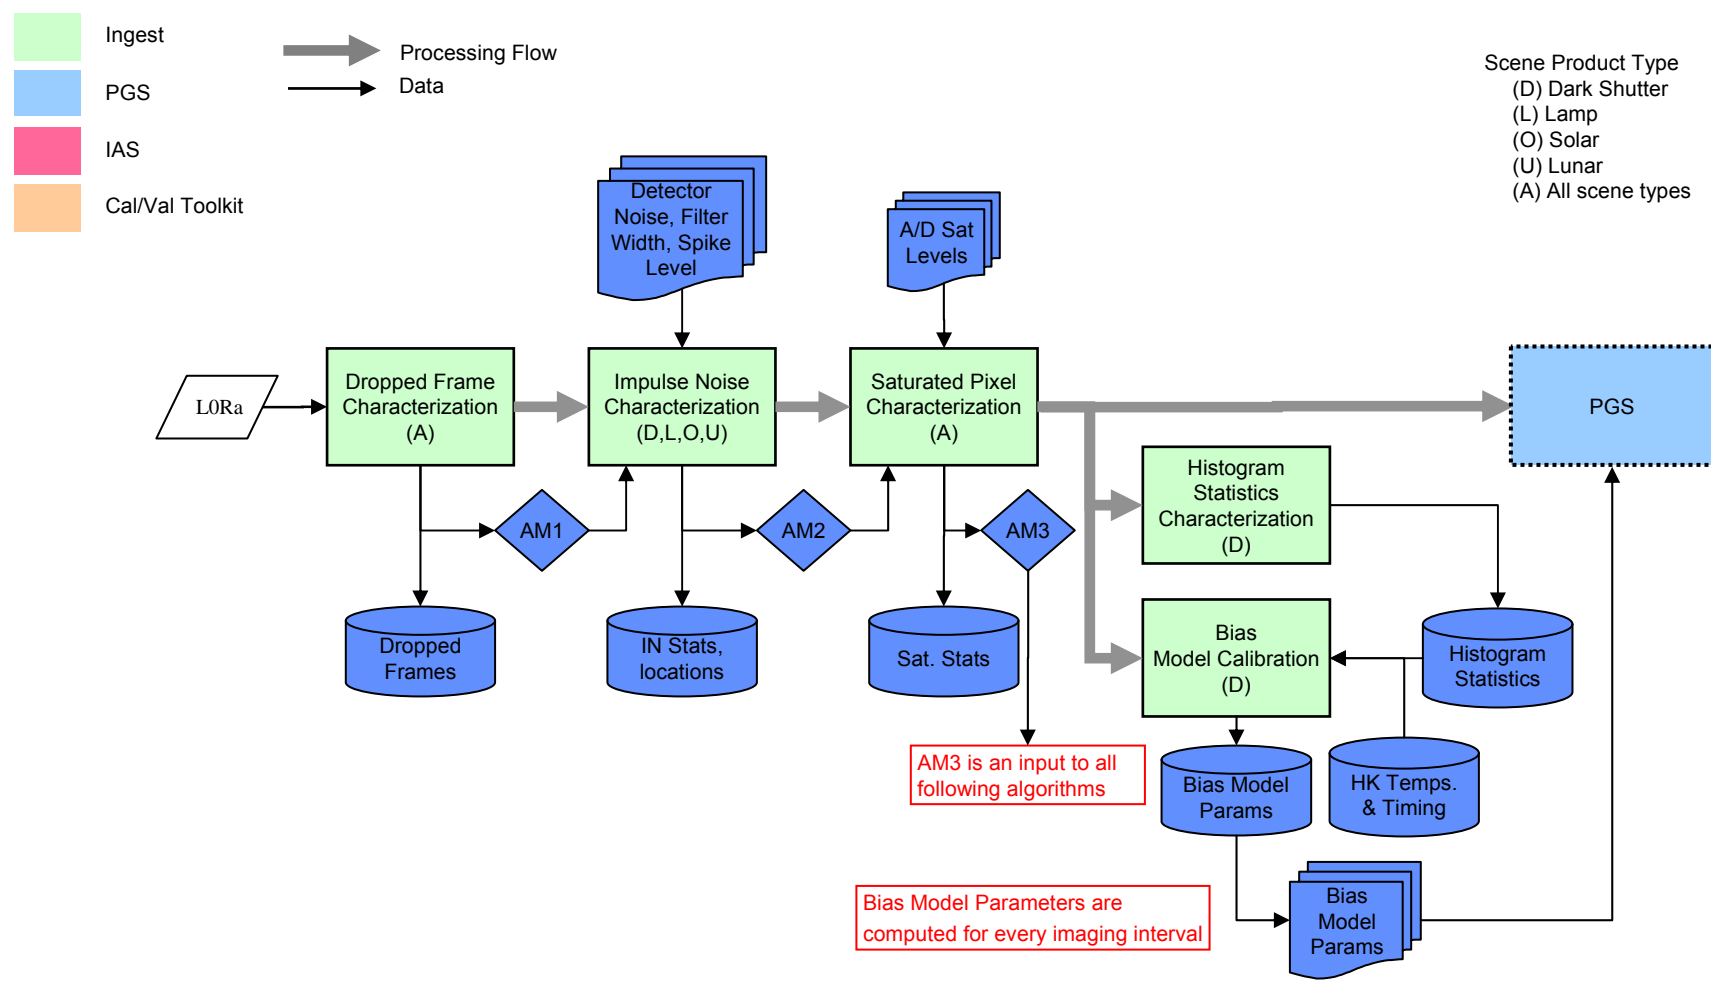 Ingest
PGS
IAS
Cal/Val Toolkit
Processing Flow
Data
Scene Product Type
(D) Dark Shutter
(L) Lamp
(O) Solar
(U) Lunar
(A) All scene types
Detector
Noise, Filter
Width, Spike
Level
A/D Sat
Levels
L0Ra
Dropped Frame
Characterization
(A)
Impulse Noise
Characterization
(D,L,O,U)
Saturated Pixel
Characterization
(A)
PGS
Histogram
Statistics
Characterization
(D)
AM1
AM2
AM3
Dropped
Frames
IN Stats,
locations
Sat. Stats
Bias
Model Calibration
(D)
Histogram
Statistics
AM3 is an input to all
following algorithms
Bias Model
Params
HK Temps.
& Timing
Bias Model Parameters are
computed for every imaging interval
Bias
Model
Params